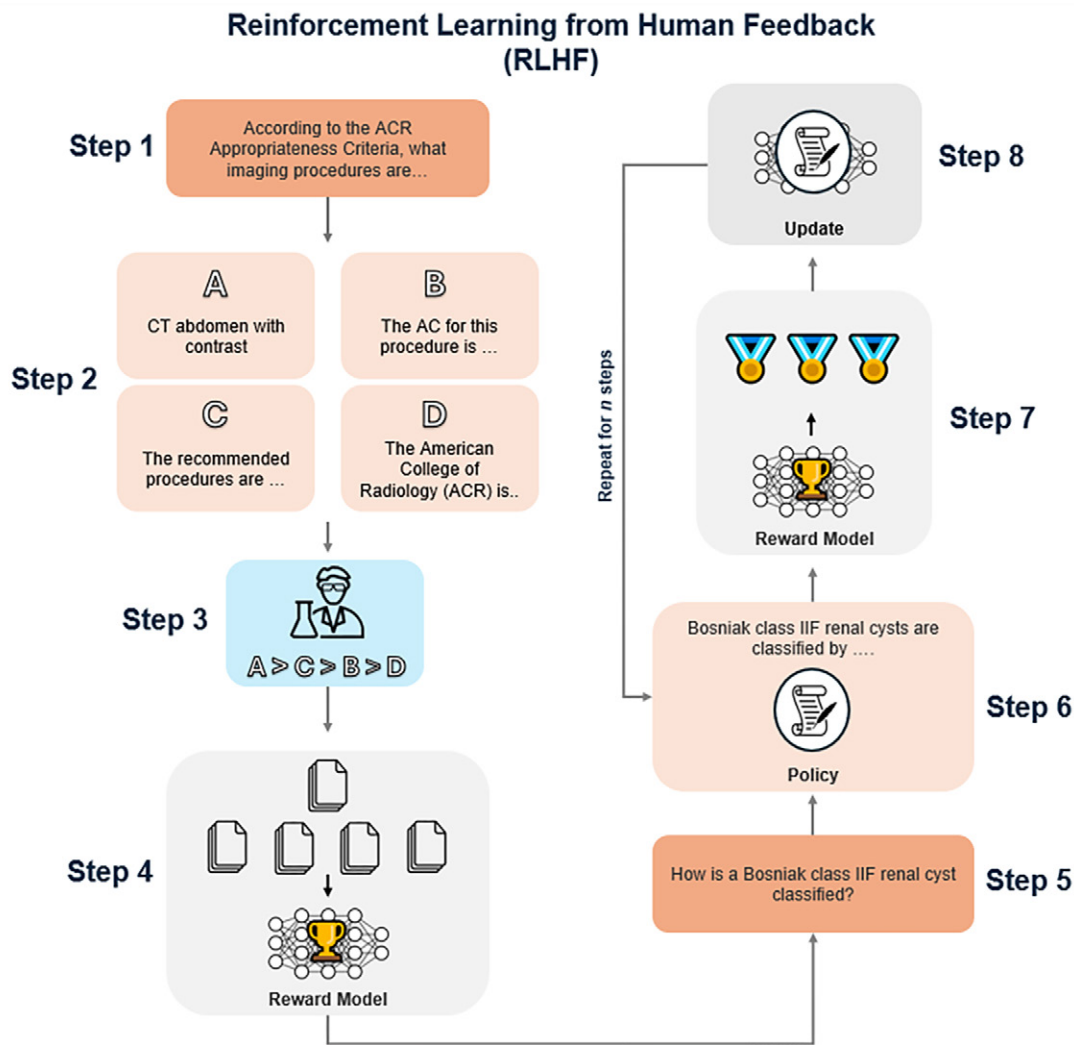 Reinforcement Learning from Human Feedback
(RLHF)
Step 1
According to the ACR
Appropriateness Criteria, what
imaging procedures are…
Step 2
A
CT abdomen with
contrast
B
The AC for this
procedure is …
C
The recommended
procedures are …
D
The American
College of
Radiology (ACR) is..
Step 3
A > C > B > D
Step 4
Reward Model
Step 5
How is a Bosniak class IIF renal cyst
classified?
Step 6
Bosniak class IIF renal cysts are
classified by ….
Policy
Step 7
Reward Model
Step 8
Update
Repeat for n steps